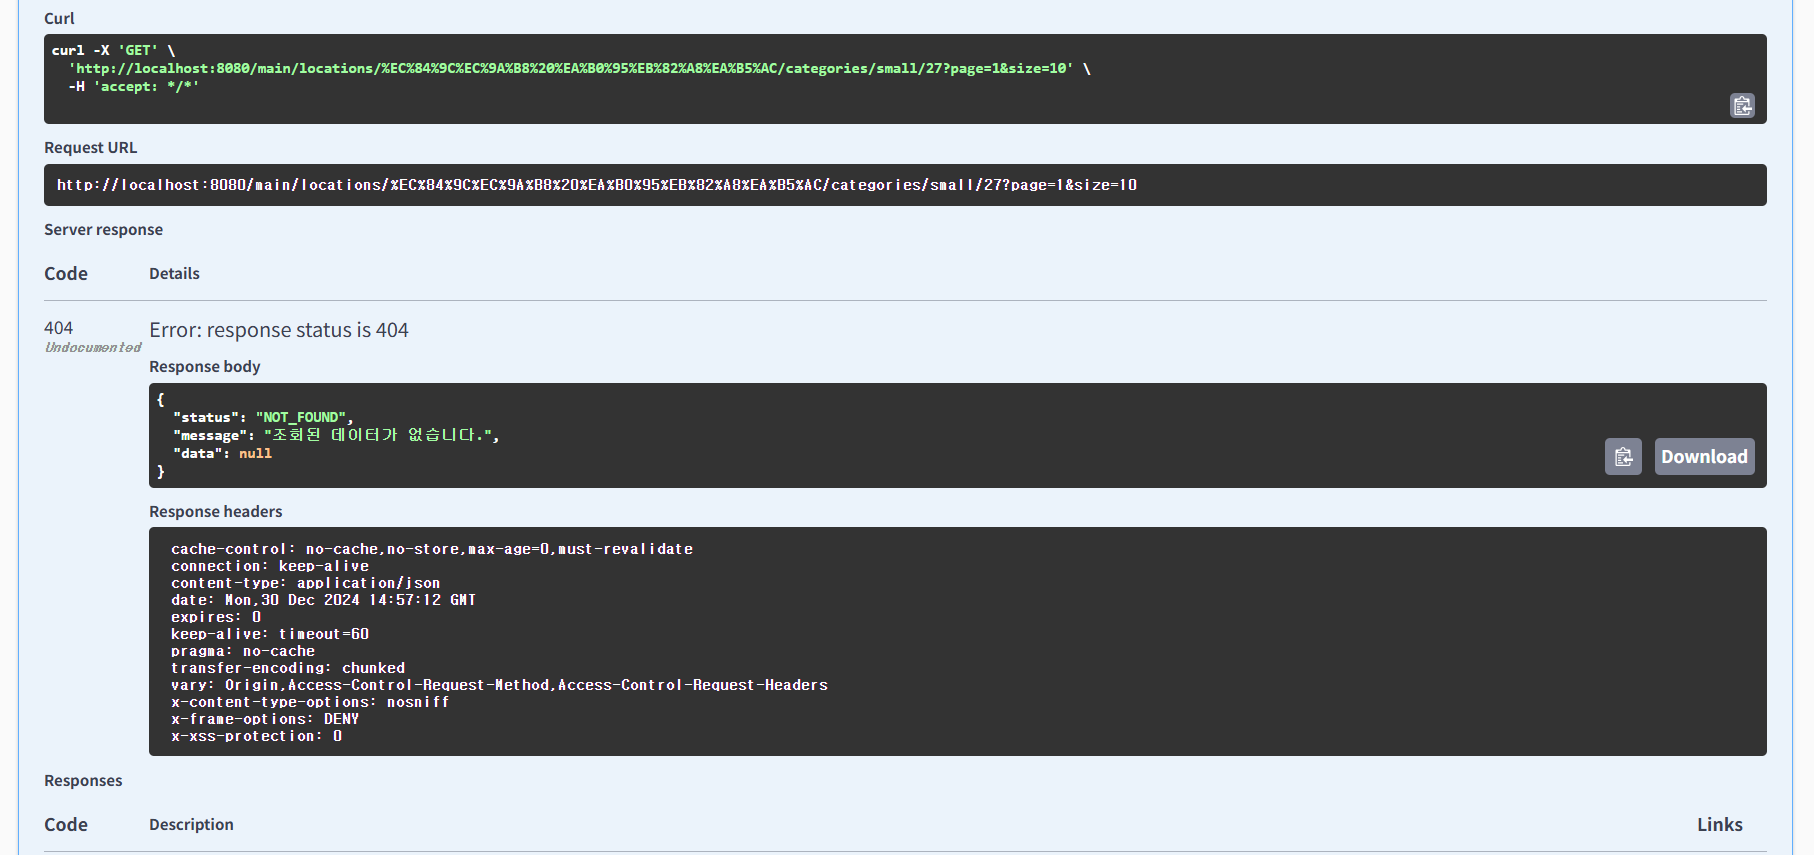 Curl
curl -X 'GET' \
'http://localhost:8080/main/locations/%EC%84%9C%EC%9A%B8%20%EA%B0%95%EB%82%A8%EA%B5%AC/categories/small/27?page=1&size=10' \
-H 'accept: */*'
Request URL
http://localhost:8080/main/locations/%EC%84%9C%EC%9A%B8%20%EA%B0%95%EB%82%A8%EA%B5%AC/categories/small/27?page=1&size=10
Server response
Code Details
404 Error: response status is 404
Undocumented
Response body
{
"status": "NOT_FOUND",
"message": "조회된 데이터가 없습니다.",
"data": null
}
Download
Response headers
cache-control: no-cache,no-store,max-age=0,must-revalidate
connection: keep-alive
content-type: application/json
date: Mon,30 Dec 2024 14:57:12 GMT
expires: 0
keep-alive: timeout=60
pragma: no-cache
transfer-encoding: chunked
vary: Origin,Access-Control-Request-Method,Access-Control-Request-Headers
x-content-type-options: nosniff
x-frame-options: DENY
x-xss-protection: 0
Responses
Code Description Links